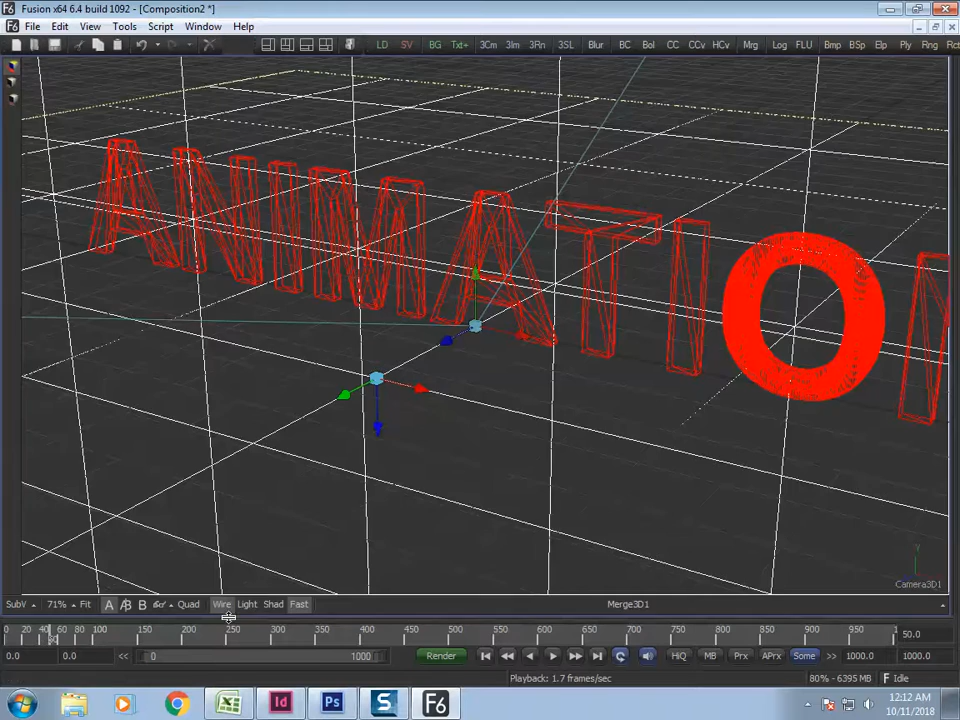 Fusion x64 6.4 build 1092 - [Composition2 *]
File Edit View Tools Script Window Help
LD SV BG Txt+ 3Cm 3Im 3Rn 3SL Blur BC Bol CC CCv HCv Mrg Log FLU Bmp BSp Elp Ply Rng Rct
ANIMATION
Y
Camera3D1
SubV 71% Fit A B Quad Wire Light Shad Fast Merge3D1
0 20 40 60 80 100 150 200 250 300 350 400 450 500 550 600 650 700 750 800 850 900 950 50.0
50
0.0 0.0 << 0 1000 Render HiQ MB Prx APrx Some >> 1000.0 1000.0
Playback: 1.7 frames/sec 80% - 6395 MB Idle
Id Ps S F6 12:12 AM
10/11/2018